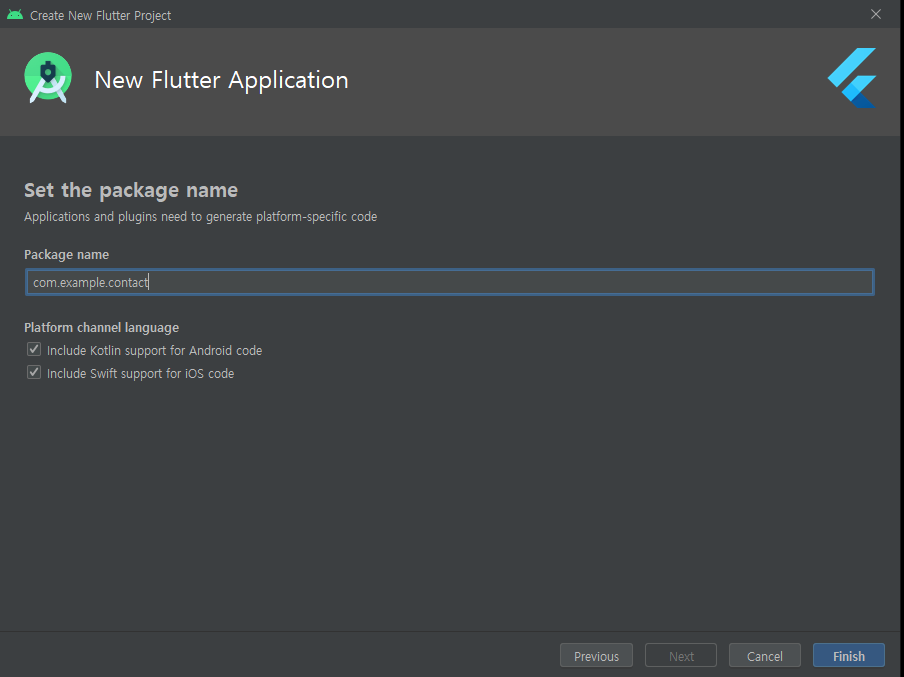 Create New Flutter Project
New Flutter Application
Set the package name
Applications and plugins need to generate platform-specific code
Package name
com.example.contact
Platform channel language
Include Kotlin support for Android code
Include Swift support for iOS code
Previous
Next
Cancel
Finish